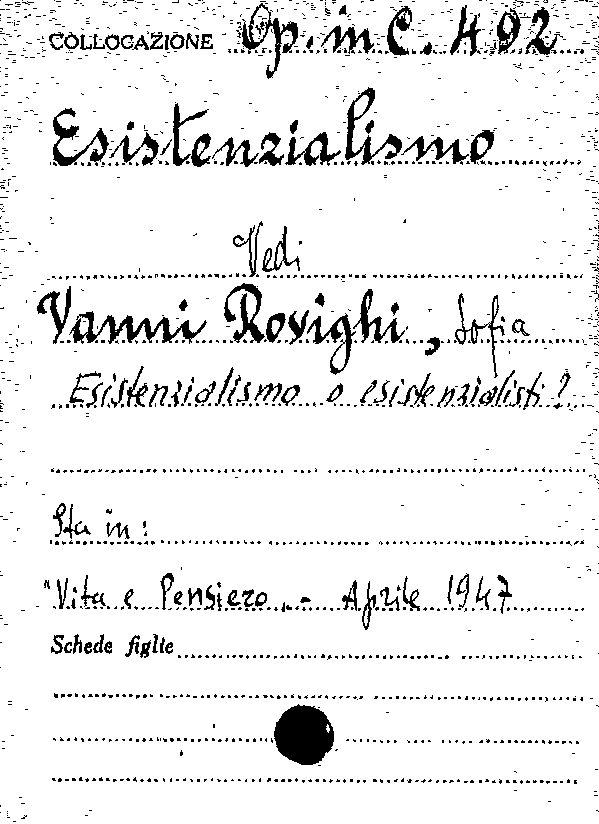 COLLOCAZIONE Op. in C. 492
Esistenzialismo
Vedi
Vanni Rovighi, Sofia
Esistenzialismo o esistenzialisti?
Sta in:
"Vita e Pensiero„ - Aprile 1947
Schede figlie